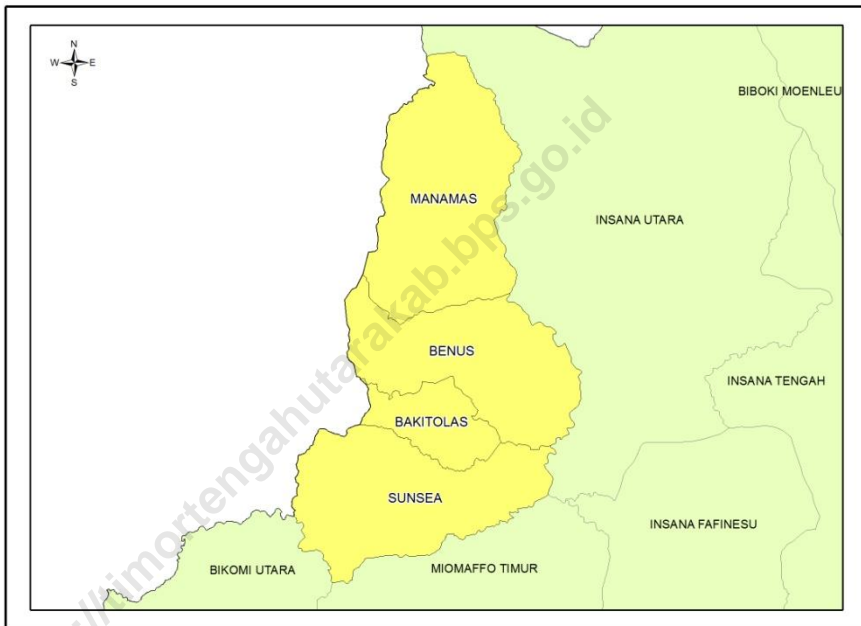 N
W E
S
BIBOKI MOENLEU
MANAMAS
INSANA UTARA
BENUS
INSANA TENGAH
BAKITOLAS
SUNSEA
INSANA FAFINESU
BIKOMI UTARA
MIOMAFFO TIMUR
://timortengahutarakab.bps.go.id